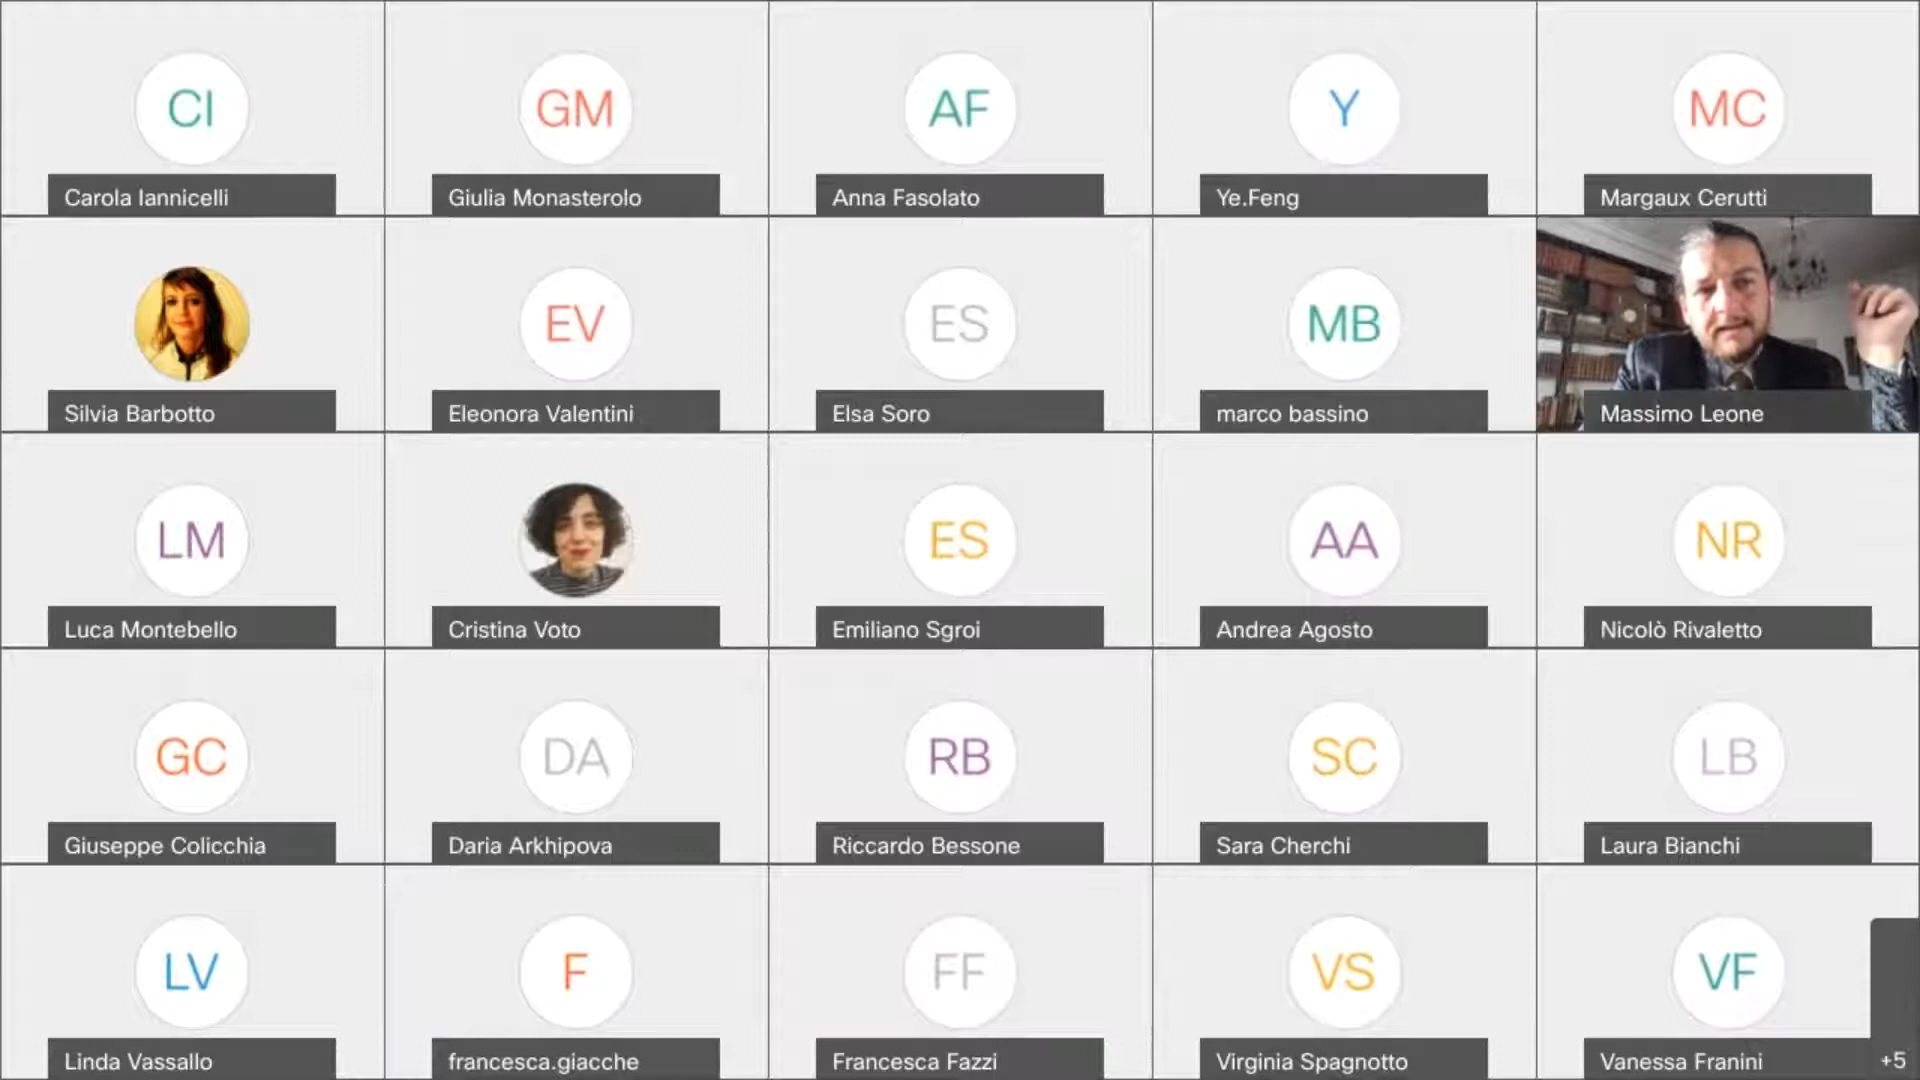 CI
GM
AF
Y
MC
Carola Iannicelli
Giulia Monasterolo
Anna Fasolato
Ye.Feng
Margaux Cerutti
EV
ES
MB
Silvia Barbotto
Eleonora Valentini
Elsa Soro
marco bassino
Massimo Leone
LM
ES
AA
NR
Luca Montebello
Cristina Voto
Emiliano Sgroi
Andrea Agosto
Nicolò Rivaletto
GC
DA
RB
SC
LB
Giuseppe Colicchia
Daria Arkhipova
Riccardo Bessone
Sara Cherchi
Laura Bianchi
LV
F
FF
VS
VF
Linda Vassallo
francesca.giacche
Francesca Fazzi
Virginia Spagnotto
Vanessa Franini
+5